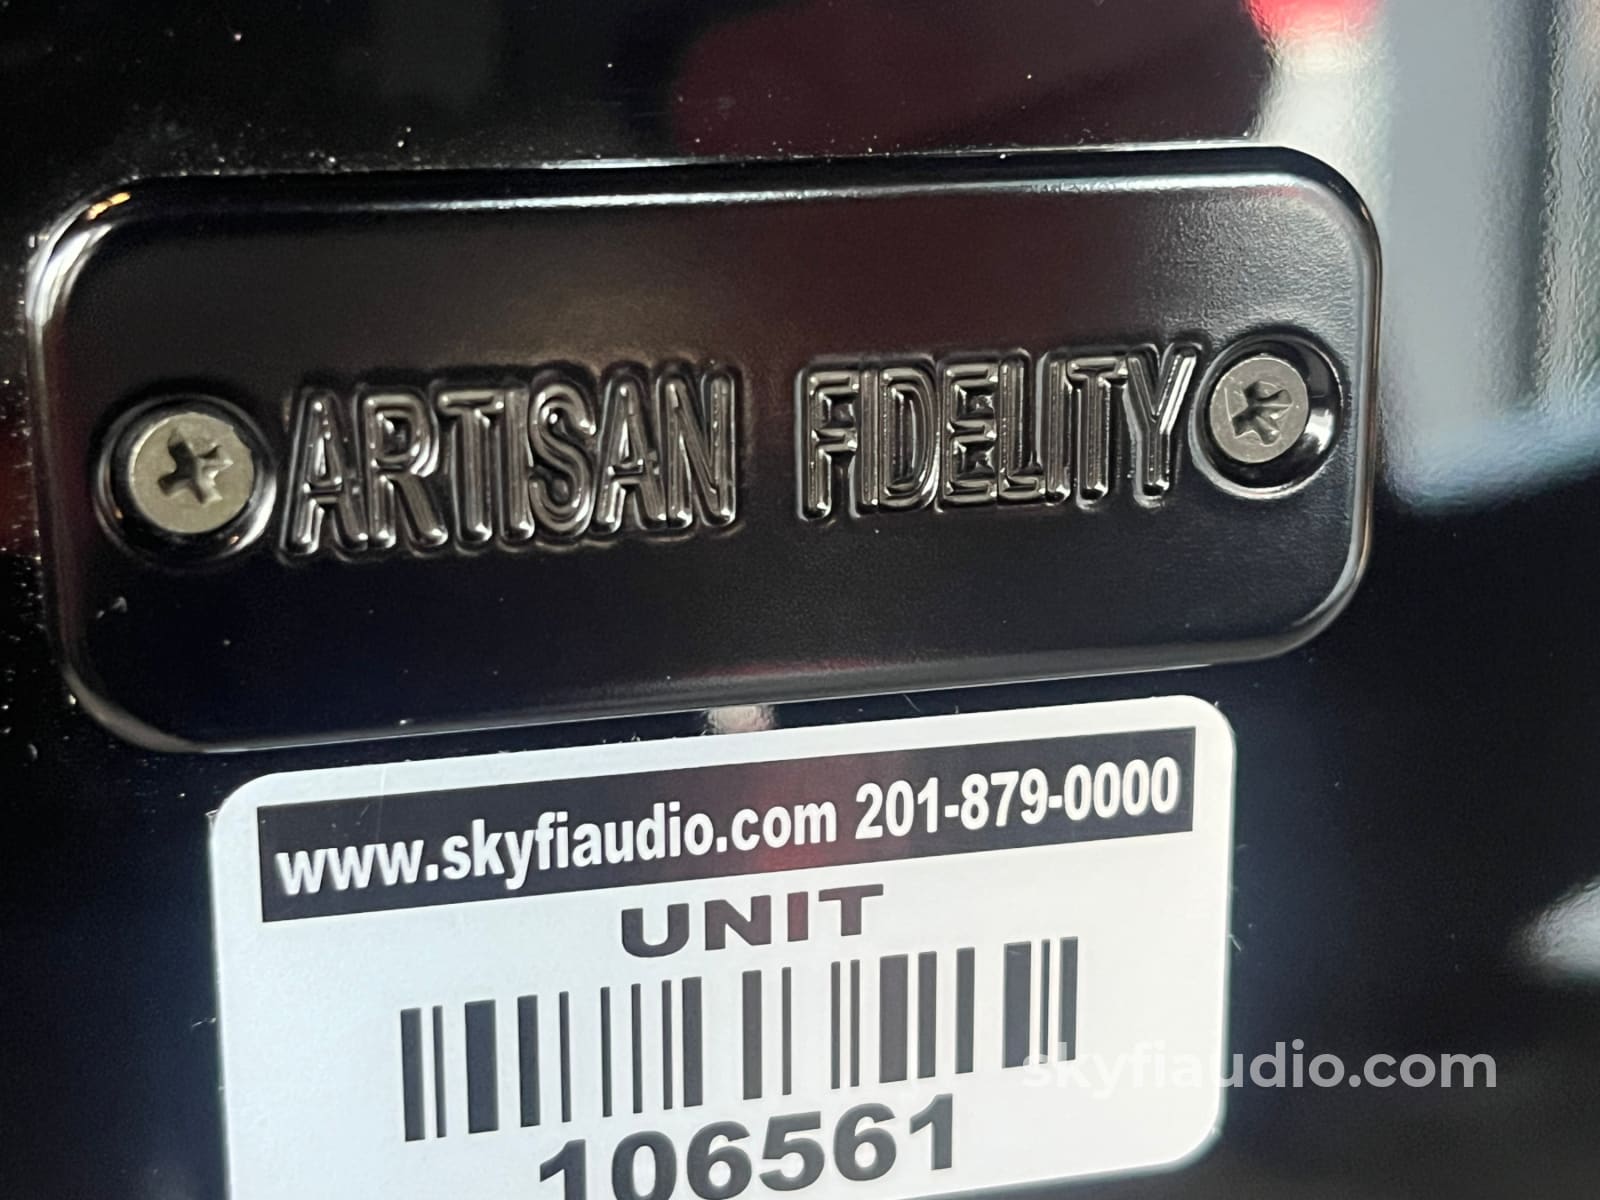 ARTISAN FIDELITY
www.skyfiaudio.com 201-879-0000
UNIT
skyfiaudio.com
106561